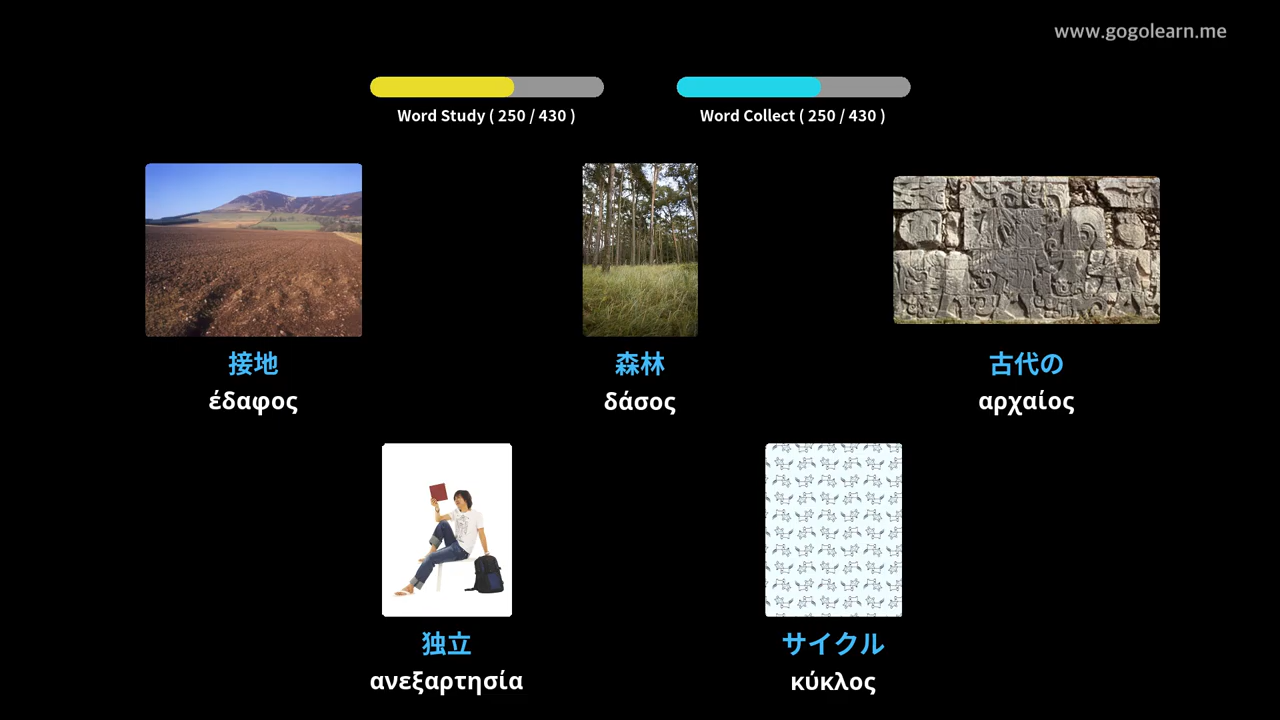 www.gogolearn.me
Word Study ( 250 / 430 )
Word Collect ( 250 / 430 )
接地
έδαφος
森林
δάσος
古代の
αρχαίος
独立
ανεξαρτησία
サイクル
κύκλος